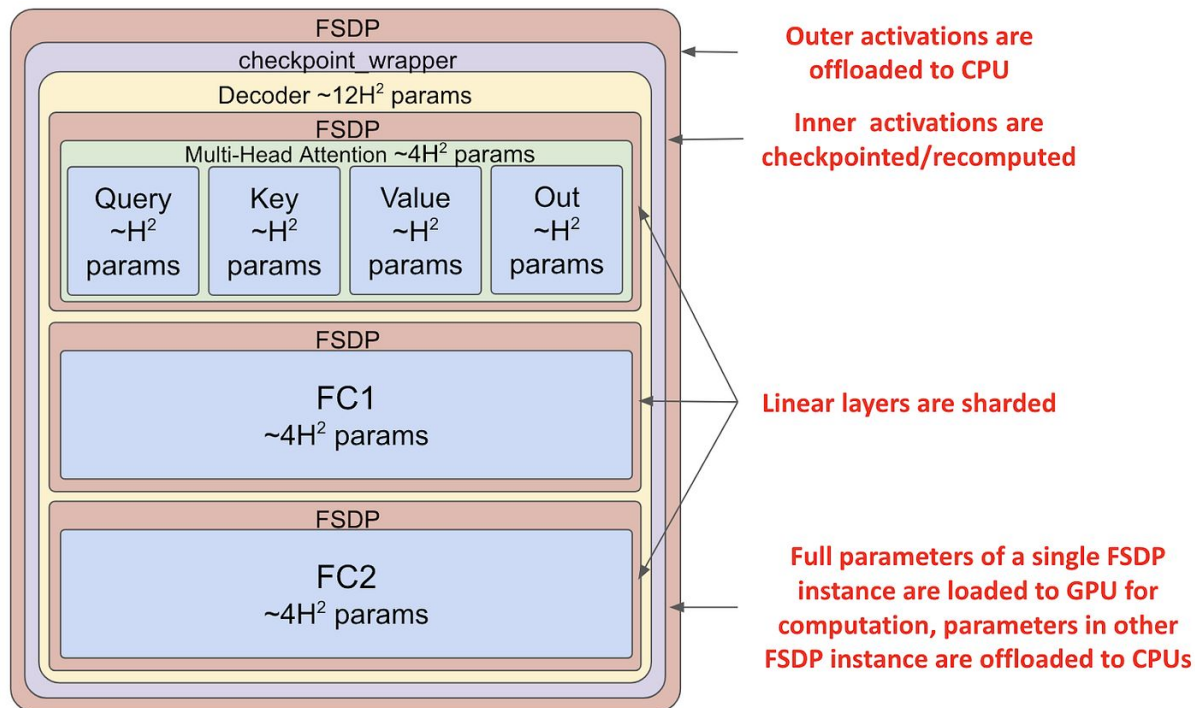 FSDP
checkpoint_wrapper
Decoder ~12H² params
FSDP
Multi-Head Attention ~4H² params
Query
~H²
params
Key
~H²
params
Value
~H²
params
Out
~H²
params
FSDP
FC1
~4H² params
FSDP
FC2
~4H² params
Outer activations are
offloaded to CPU
Inner activations are
checkpointed/recomputed
Linear layers are sharded
Full parameters of a single FSDP
instance are loaded to GPU for
computation, parameters in other
FSDP instance are offloaded to CPUs